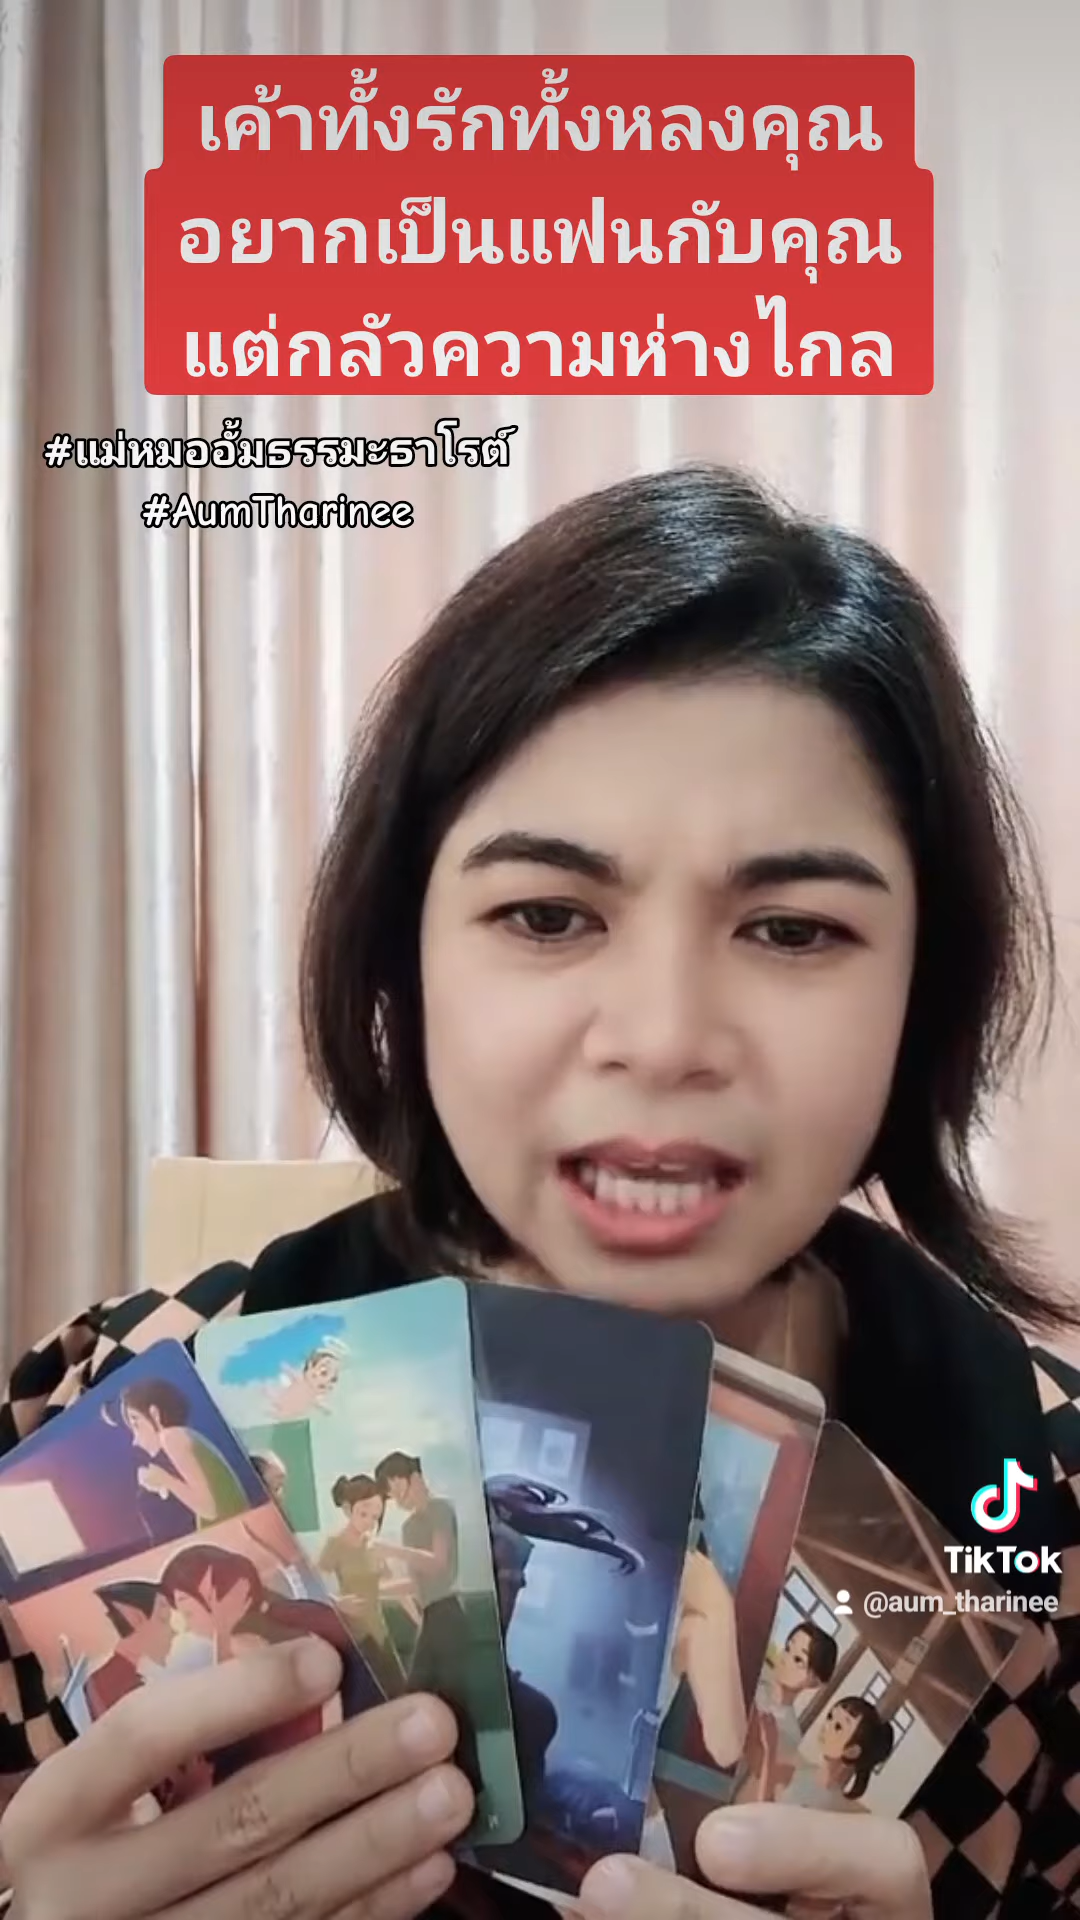 เค้าทั้งรักทั้งหลงคุณ
อยากเป็นแฟนกับคุณ
แต่กลัวความห่างไกล
#แม่หมออั้มธรรมะธาโรต์
#AumTharinee
TikTok
@aum_tharinee